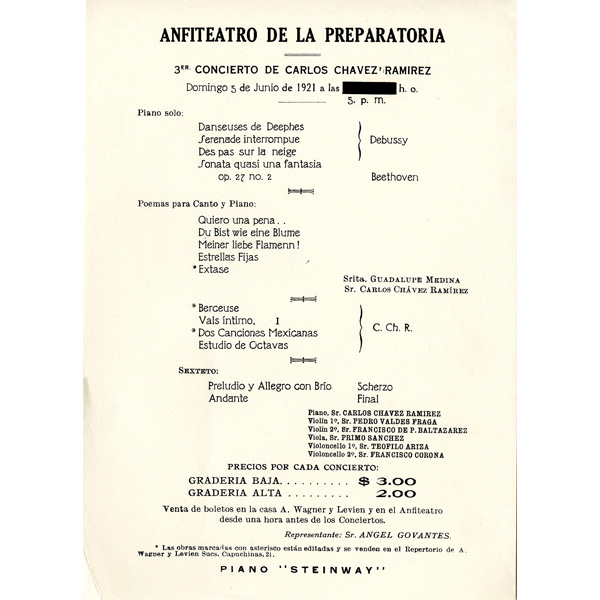 ANFITEATRO DE LA PREPARATORIA
3ER. CONCIERTO DE CARLOS CHAVEZ RAMIREZ
Domingo 5 de Junio de 1921 a las h. o.
5. p. m.
Piano solo:
Danseuses de Deephes
Serenade interrompue
Des pas sur la neige
Debussy
Sonata quasi una fantasia
op. 27 no. 2 Beethoven
Poemas para Canto y Piano:
Quiero una pena. .
Du Bist wie eine Blume
Meiner liebe Flamenn!
Estrellas Fijas
* Extase
Srita. GUADALUPE MEDINA
Sr. CARLOS CHÁVEZ RAMÍREZ
* Berceuse
Vals íntimo, I
* Dos Canciones Mexicanas
Estudio de Octavas
C. Ch. R.
SEXTETO:
Preludio y Allegro con Brío Scherzo
Andante Final
Piano, Sr. CARLOS CHAVEZ RAMIREZ
Violín 1º, Sr. PEDRO VALDES FRAGA
Violín 2º, Sr. FRANCISCO DE P. BALTAZAREZ
Viola, Sr. PRIMO SANCHEZ
Violoncello 1º, Sr. TEOFILO ARIZA
Violoncello 2º, Sr. FRANCISCO CORONA
PRECIOS POR CADA CONCIERTO:
GRADERIA BAJA. . . . . . . . . . $ 3.00
GRADERIA ALTA . . . . . . . . . 2.00
Venta de boletos en la casa A. Wagner y Levien y en el Anfiteatro
desde una hora antes de los Conciertos.
Representante: Sr. ANGEL GOVANTES.
* Las obras marcadas con asterisco están editadas y se venden en el Repertorio de A.
Wagner y Levien Sucs. Capuchinas, 21.
PIANO "STEINWAY"